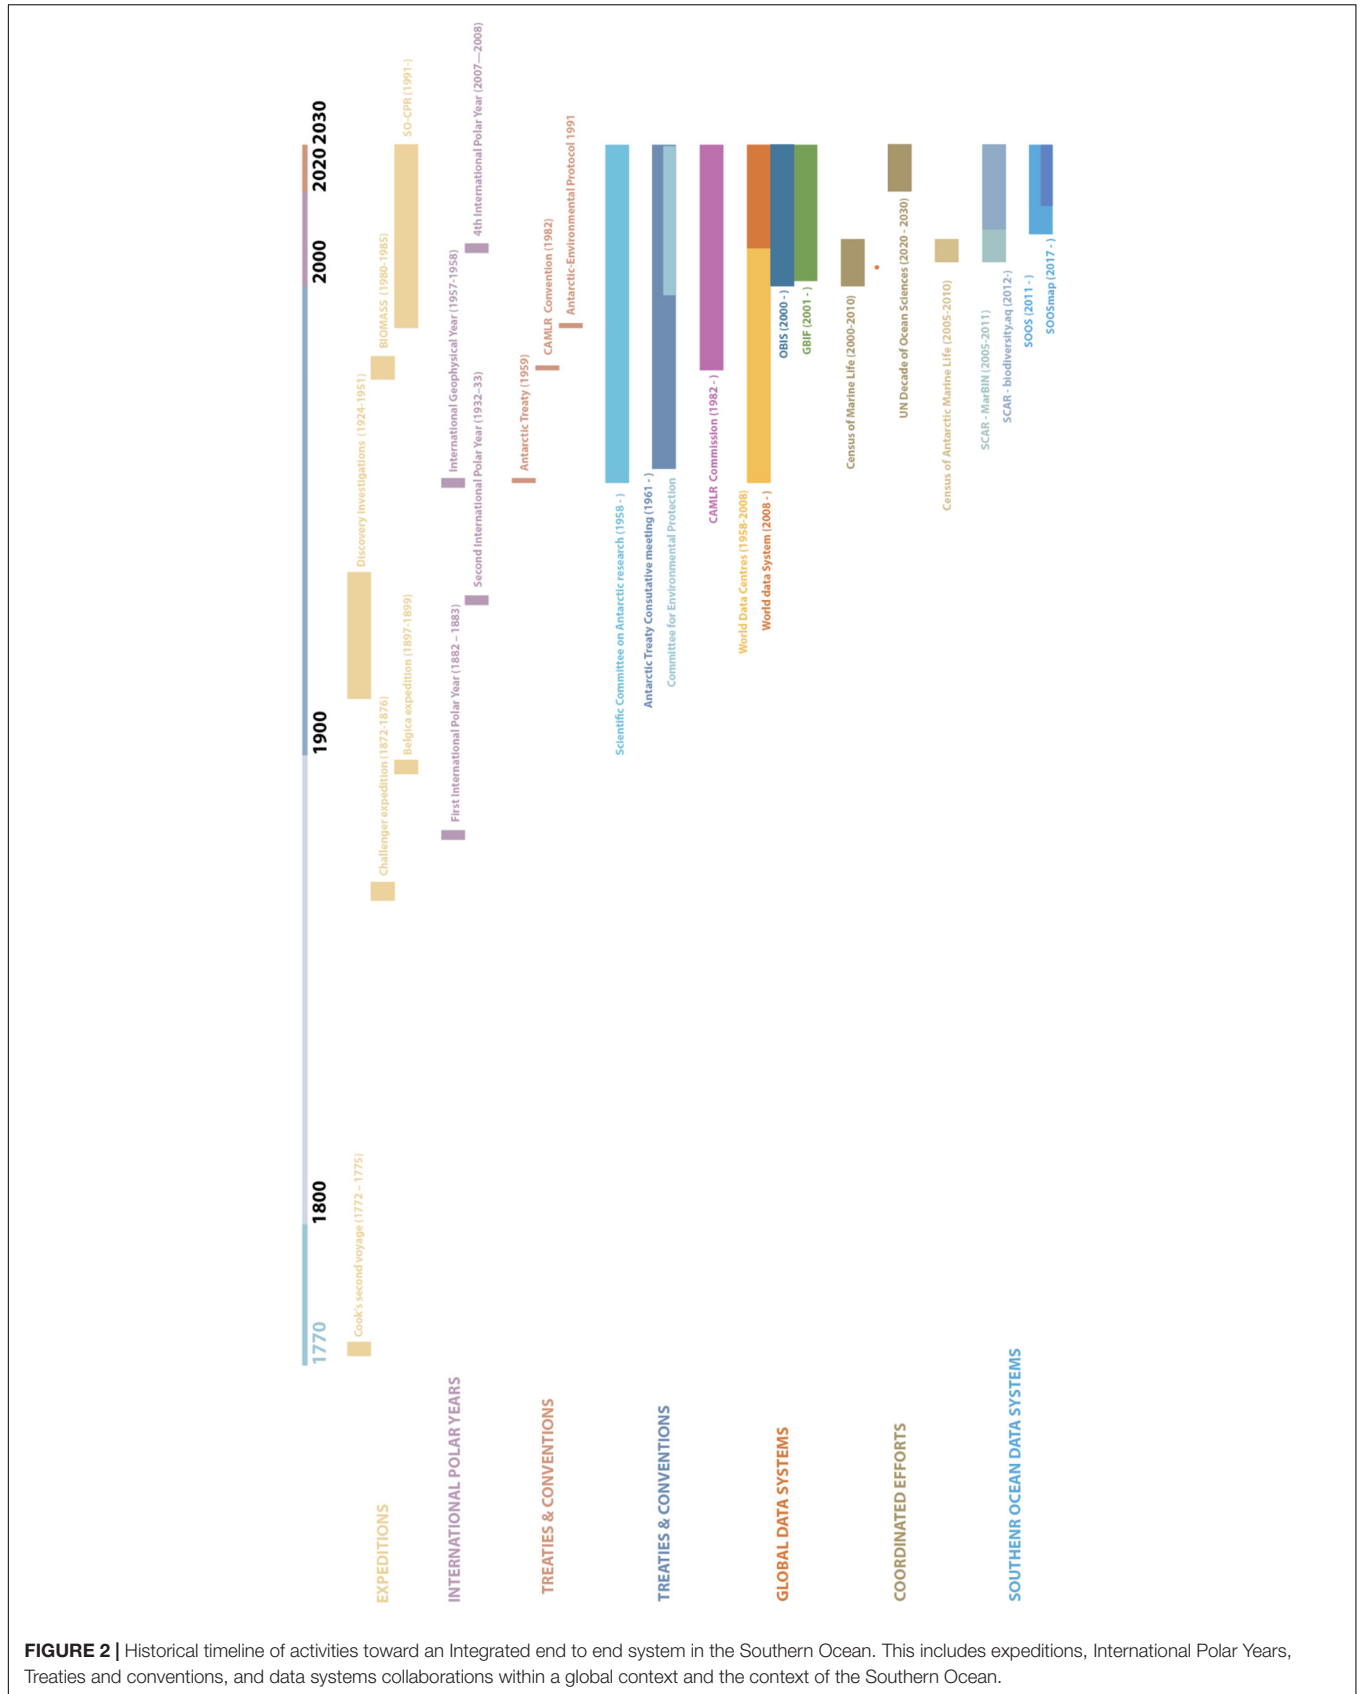 1770
1800
1900
2000
2020
2030
EXPEDITIONS
Cook's second voyage (1772 – 1775)
Discovery Investigations (1924-1951)
Challenger expedition (1872-1876)
BIOMASS (1980-1985)
Belgica expedition (1897-1899)
SO-CPR (1991-)
INTERNATIONAL POLAR YEARS
First International Polar Year (1882 – 1883)
International Geophysical Year (1957-1958)
Second International Polar Year (1932–33)
4th International Polar Year (2007—2008)
TREATIES & CONVENTIONS
Antarctic Treaty (1959)
CAMLR Convention (1982)
Antarctic-Environmental Protocol 1991
TREATIES & CONVENTIONS
Scientific Committee on Antarctic research (1958 - )
Antarctic Treaty Consutative meeting (1961 - )
Committee for Environmental Protection
CAMLR Commission (1982 - )
GLOBAL DATA SYSTEMS
World Data Centres (1958-2008)
World data System (2008 - )
OBIS (2000 - )
GBIF (2001 - )
COORDINATED EFFORTS
Census of Marine Life (2000-2010)
UN Decade of Ocean Sciences (2020 - 2030)
Census of Antarctic Marine Life (2005-2010)
SOUTHENR OCEAN DATA SYSTEMS
SCAR - MarBIN (2005-2011)
SCAR - biodiversity.aq (2012-)
SOOS (2011 - )
SOOSmap (2017 - )
FIGURE 2 | Historical timeline of activities toward an Integrated end to end system in the Southern Ocean. This includes expeditions, International Polar Years,
Treaties and conventions, and data systems collaborations within a global context and the context of the Southern Ocean.